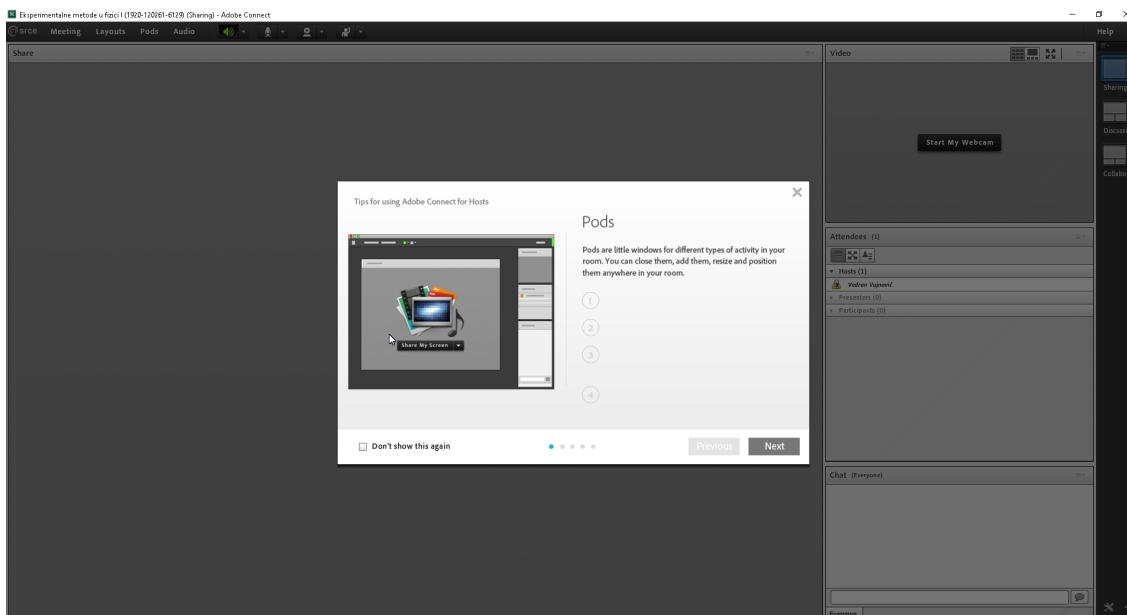 Eksperimentalne metode u fizici I (1920-120261-6129) (Sharing) - Adobe Connect
srce Meeting Layouts Pods Audio Help
Share
Video
Sharing
Start My Webcam
Tips for using Adobe Connect for Hosts
Pods
Pods are little windows for different types of activity in your
room. You can close them, add them, resize and position
them anywhere in your room.
1
2
3
4
Share My Screen
Don't show this again
Previous Next
Attendees (1)
Hosts (1)
Vedran Vujnović
Presenters (0)
Participants (0)
Chat (Everyone)
Everyone